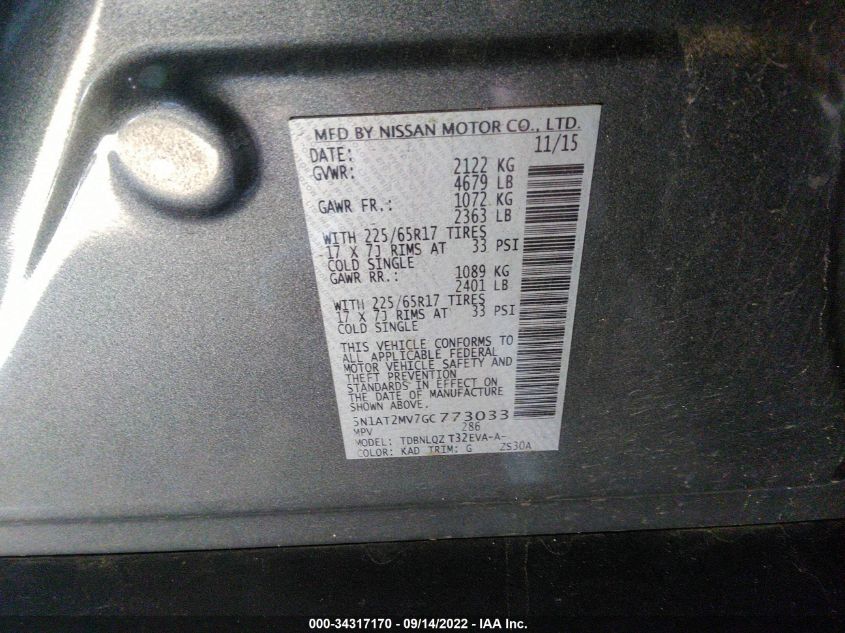 MFD BY NISSAN MOTOR CO., LTD.
DATE: 11/15
GVWR: 2122 KG
4679 LB
GAWR FR.: 1072 KG
2363 LB
WITH 225/65R17 TIRES
17 X 7J RIMS AT 33 PSI
COLD SINGLE
GAWR RR.: 1089 KG
2401 LB
WITH 225/65R17 TIRES
17 X 7J RIMS AT 33 PSI
COLD SINGLE
THIS VEHICLE CONFORMS TO
ALL APPLICABLE FEDERAL
MOTOR VEHICLE SAFETY AND
THEFT PREVENTION
STANDARDS IN EFFECT ON
THE DATE OF MANUFACTURE
SHOWN ABOVE.
5N1AT2MV7GC773033
MPV 286
MODEL: TDBNLQZ T32EVA-A-
COLOR: KAD TRIM: G ZS30A
000-34317170 - 09/14/2022 - IAA Inc.